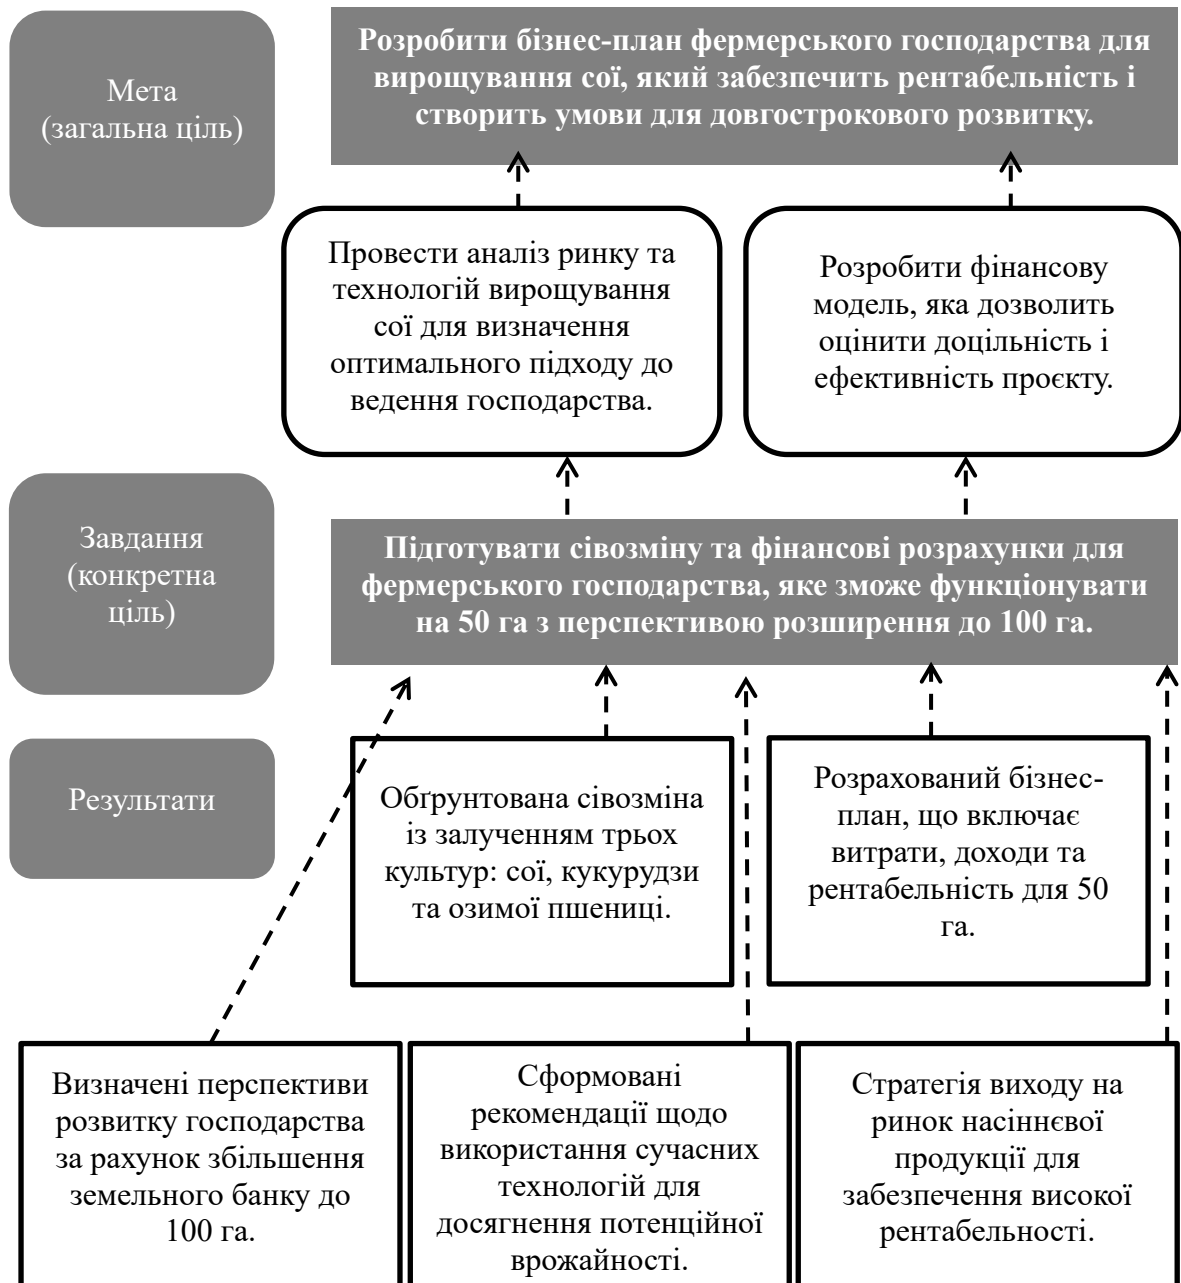 Мета
(загальна ціль)
Розробити бізнес-план фермерського господарства для
вирощування сої, який забезпечить рентабельність і
створить умови для довгострокового розвитку.
Провести аналіз ринку та
технологій вирощування
сої для визначення
оптимального підходу до
ведення господарства.
Розробити фінансову
модель, яка дозволить
оцінити доцільність і
ефективність проєкту.
Завдання
(конкретна
ціль)
Підготувати сівозміну та фінансові розрахунки для
фермерського господарства, яке зможе функціонувати
на 50 га з перспективою розширення до 100 га.
Результати
Обґрунтована сівозміна
із залученням трьох
культур: сої, кукурудзи
та озимої пшениці.
Розрахований бізнес-
план, що включає
витрати, доходи та
рентабельність для 50
га.
Визначені перспективи
розвитку господарства
за рахунок збільшення
земельного банку до
100 га.
Сформовані
рекомендації щодо
використання сучасних
технологій для
досягнення потенційної
врожайності.
Стратегія виходу на
ринок насіннєвої
продукції для
забезпечення високої
рентабельності.